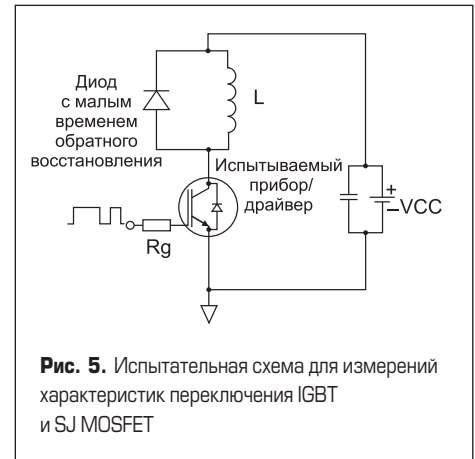 Диод
с малым
временем
обратного
восстановления
L
Испытываемый
прибор/
драйвер
+
–VCC
Rg
Рис. 5. Испытательная схема для измерений
характеристик переключения IGBT
и SJ MOSFET